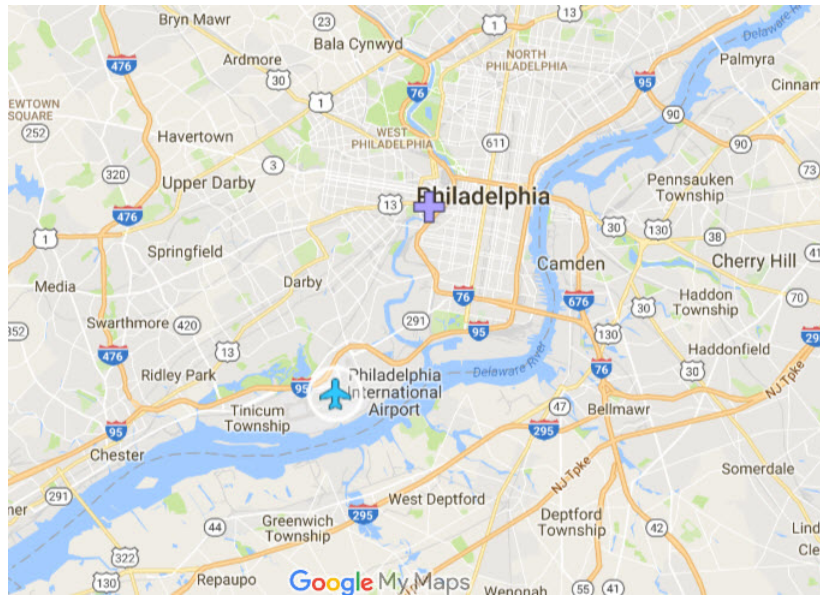 Bryn Mawr
23
1
13
Bala Cynwyd
NORTH
PHILADELPHIA
Delaware River
Palmyra
476
Ardmore
30
76
95
Cinnam
1
90
EWTOWN
SQUARE
252
Havertown
WEST
PHILADELPHIA
611
90
3
320
Upper Darby
73
Pennsauken
Township
13
Philadelphia
476
1
30
130
38
41
Springfield
Camden
Cherry Hill
Media
Darby
76
676
70
Haddon
Township
30
352
Swarthmore
420
291
95
130
29
476
13
Haddonfield
Delaware River
Ridley Park
95
Philadelphia
International
Airport
76
30
NJ Tpke
Tinicum
Township
47
Bellmawr
95
295
Chester
NJ Tpke
Somerdale
291
ner
West Deptford
44
Greenwich
Township
295
Deptford
Township
42
Lind
Cle
322
130
Repaupo
Google My Maps
Wenonah
55
41